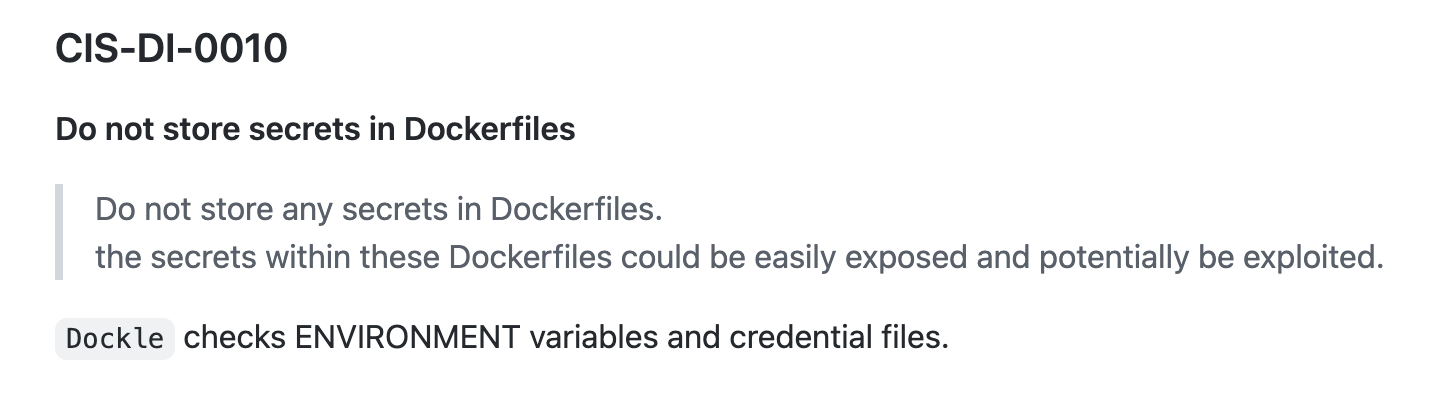 CIS-DI-0010
Do not store secrets in Dockerfiles
Do not store any secrets in Dockerfiles.
the secrets within these Dockerfiles could be easily exposed and potentially be exploited.
Dockle checks ENVIRONMENT variables and credential files.